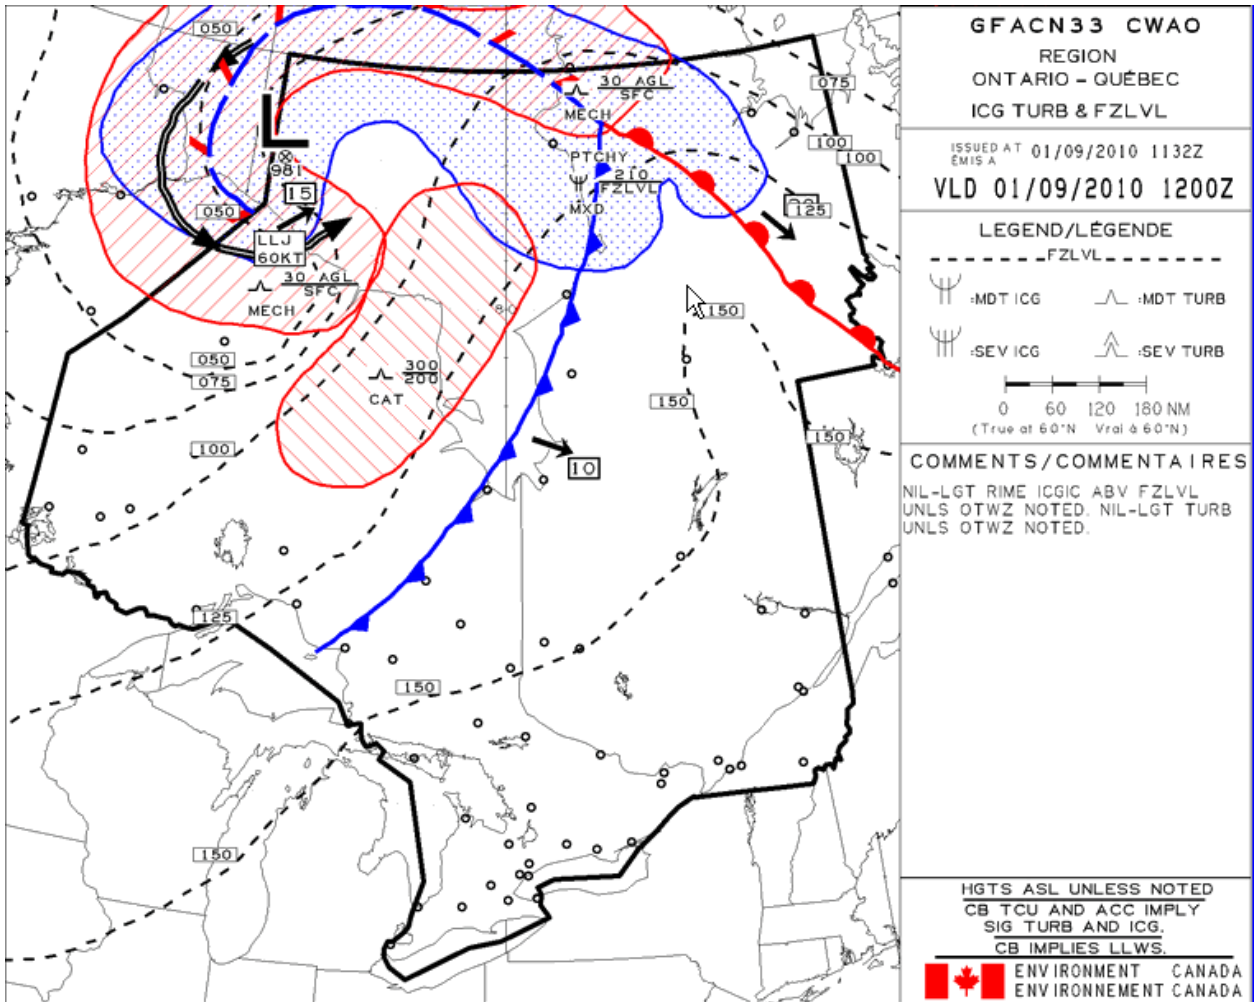 050
30 AGL
SFC
MECH
075
100
100
PTCHY
210
FZLVL
MXD
981
15
050
125
LLJ
60KT
30 AGL
SFC
MECH
80
150
050
075
300
200
CAT
150
100
150
10
125
150
150
GFACN33 CWAO
REGION
ONTARIO - QUÉBEC
ICG TURB & FZLVL
ISSUED AT
ÉMIS A
01/09/2010 1132Z
VLD 01/09/2010 1200Z
LEGEND/LÉGENDE
FZLVL
:MDT ICG
:MDT TURB
:SEV ICG
:SEV TURB
0 60 120 180 NM
(True at 60°N Vrai à 60°N)
COMMENTS/COMMENTAIRES
NIL-LGT RIME ICGIC ABV FZLVL
UNLS OTWZ NOTED. NIL-LGT TURB
UNLS OTWZ NOTED.
HGTS ASL UNLESS NOTED
CB TCU AND ACC IMPLY
SIG TURB AND ICG.
CB IMPLIES LLWS.
ENVIRONMENT CANADA
ENVIRONNEMENT CANADA